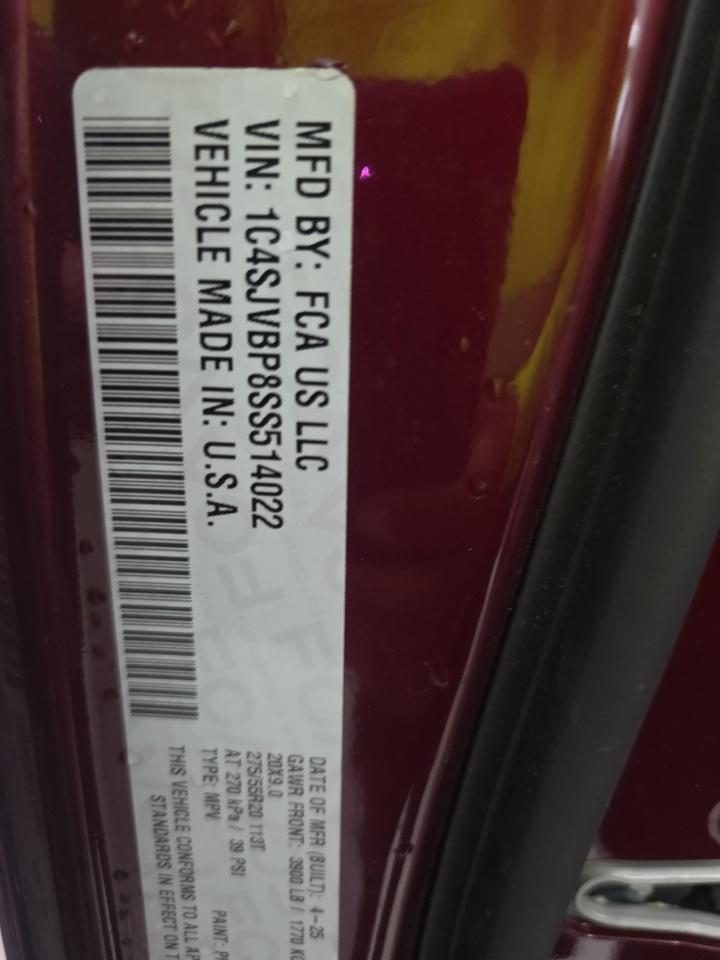 MFD BY: FCA US LLC
VIN: 1C4SJVBP8SS514022
VEHICLE MADE IN: U.S.A.
DATE OF MFR (BUILT): 4-25
GAWR FRONT: 3900 LB / 1770 KG
20X9.0
275/55R20 113T
AT 270 kPa / 39 PSI
TYPE: MPV PAINT:
THIS VEHICLE CONFORMS TO ALL AP
STANDARDS IN EFFECT ON T